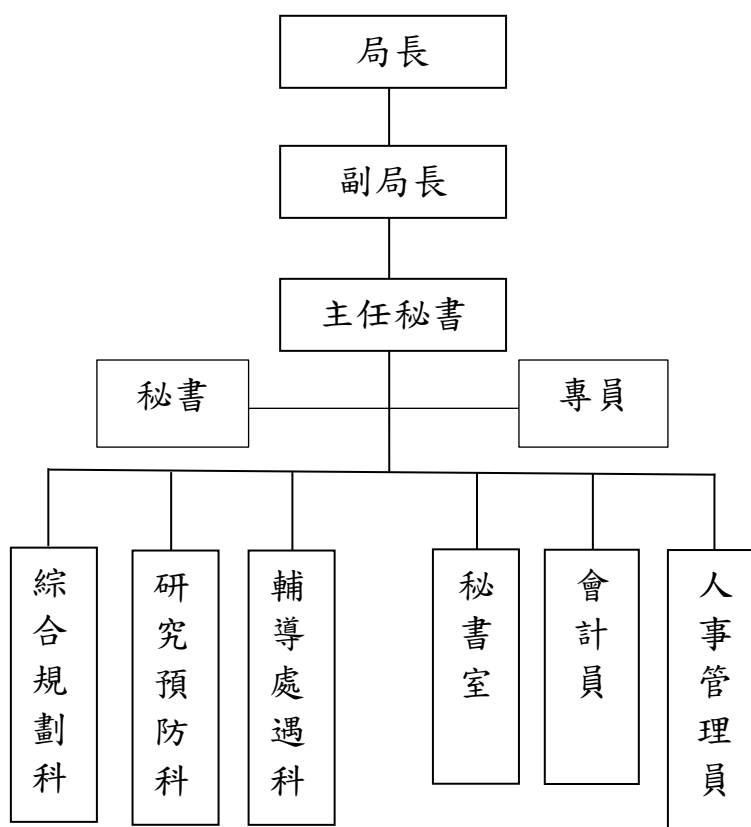 局長
副局長
主任秘書
秘書
專員
綜合規劃科
研究預防科
輔導處遇科
秘書室
會計員
人事管理員